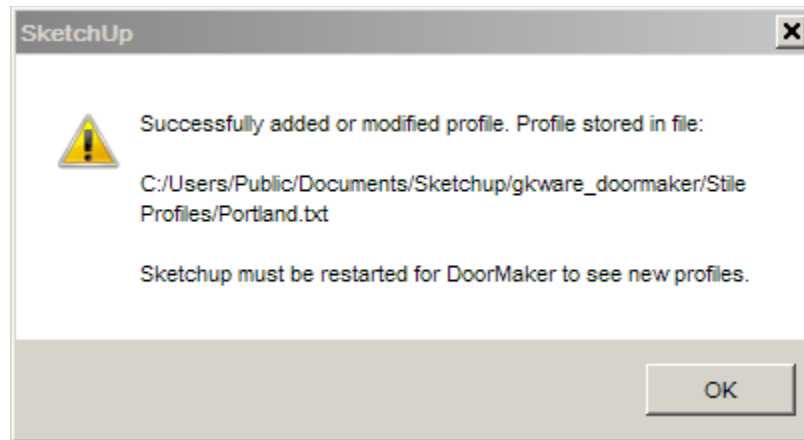 SketchUp
Successfully added or modified profile. Profile stored in file:
C:/Users/Public/Documents/Sketchup/gkware_doormaker/Stile
Profiles/Portland.txt
Sketchup must be restarted for DoorMaker to see new profiles.
OK